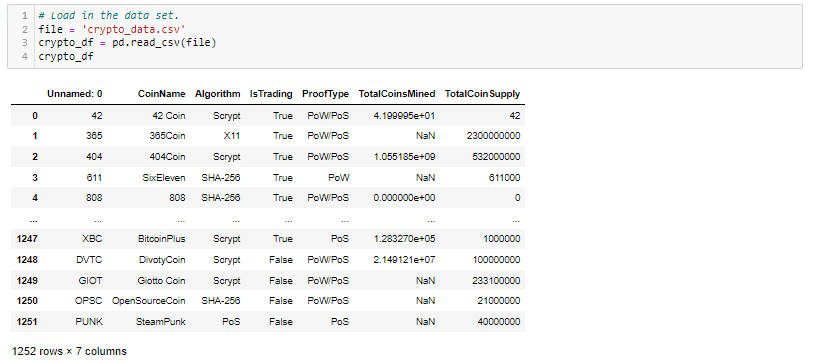 1 # Load in the data set.
2 file = 'crypto_data.csv'
3 crypto_df = pd.read_csv(file)
4 crypto_df
Unnamed: 0 CoinName Algorithm IsTrading ProofType TotalCoinsMined TotalCoinSupply
0 42 42 Coin Scrypt True PoW/PoS 4.199995e+01 42
1 365 365Coin X11 True PoW/PoS NaN 2300000000
2 404 404Coin Scrypt True PoW/PoS 1.055185e+09 532000000
3 611 SixEleven SHA-256 True PoW NaN 611000
4 808 808 SHA-256 True PoW/PoS 0.000000e+00 0
... ... ... ... ... ... ... ...
1247 XBC BitcoinPlus Scrypt True PoS 1.283270e+05 1000000
1248 DVTC DivotyCoin Scrypt False PoW/PoS 2.149121e+07 100000000
1249 GIOT Giotto Coin Scrypt False PoW/PoS NaN 233100000
1250 OPSC OpenSourceCoin SHA-256 False PoW/PoS NaN 21000000
1251 PUNK SteamPunk PoS False PoS NaN 40000000
1252 rows × 7 columns